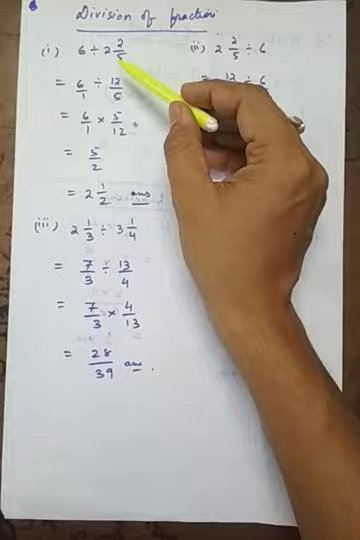 Division of fraction
(i) 6 ÷ 2 2/5
= 6/1 ÷ 12/5
= 6/1 × 5/12
= 5/2
= 2 1/2 ans
(ii) 2 2/5 ÷ 6
= 12 ÷ 6
(iii) 2 1/3 ÷ 3 1/4
= 7/3 ÷ 13/4
= 7/3 × 4/13
= 28/39 ans.